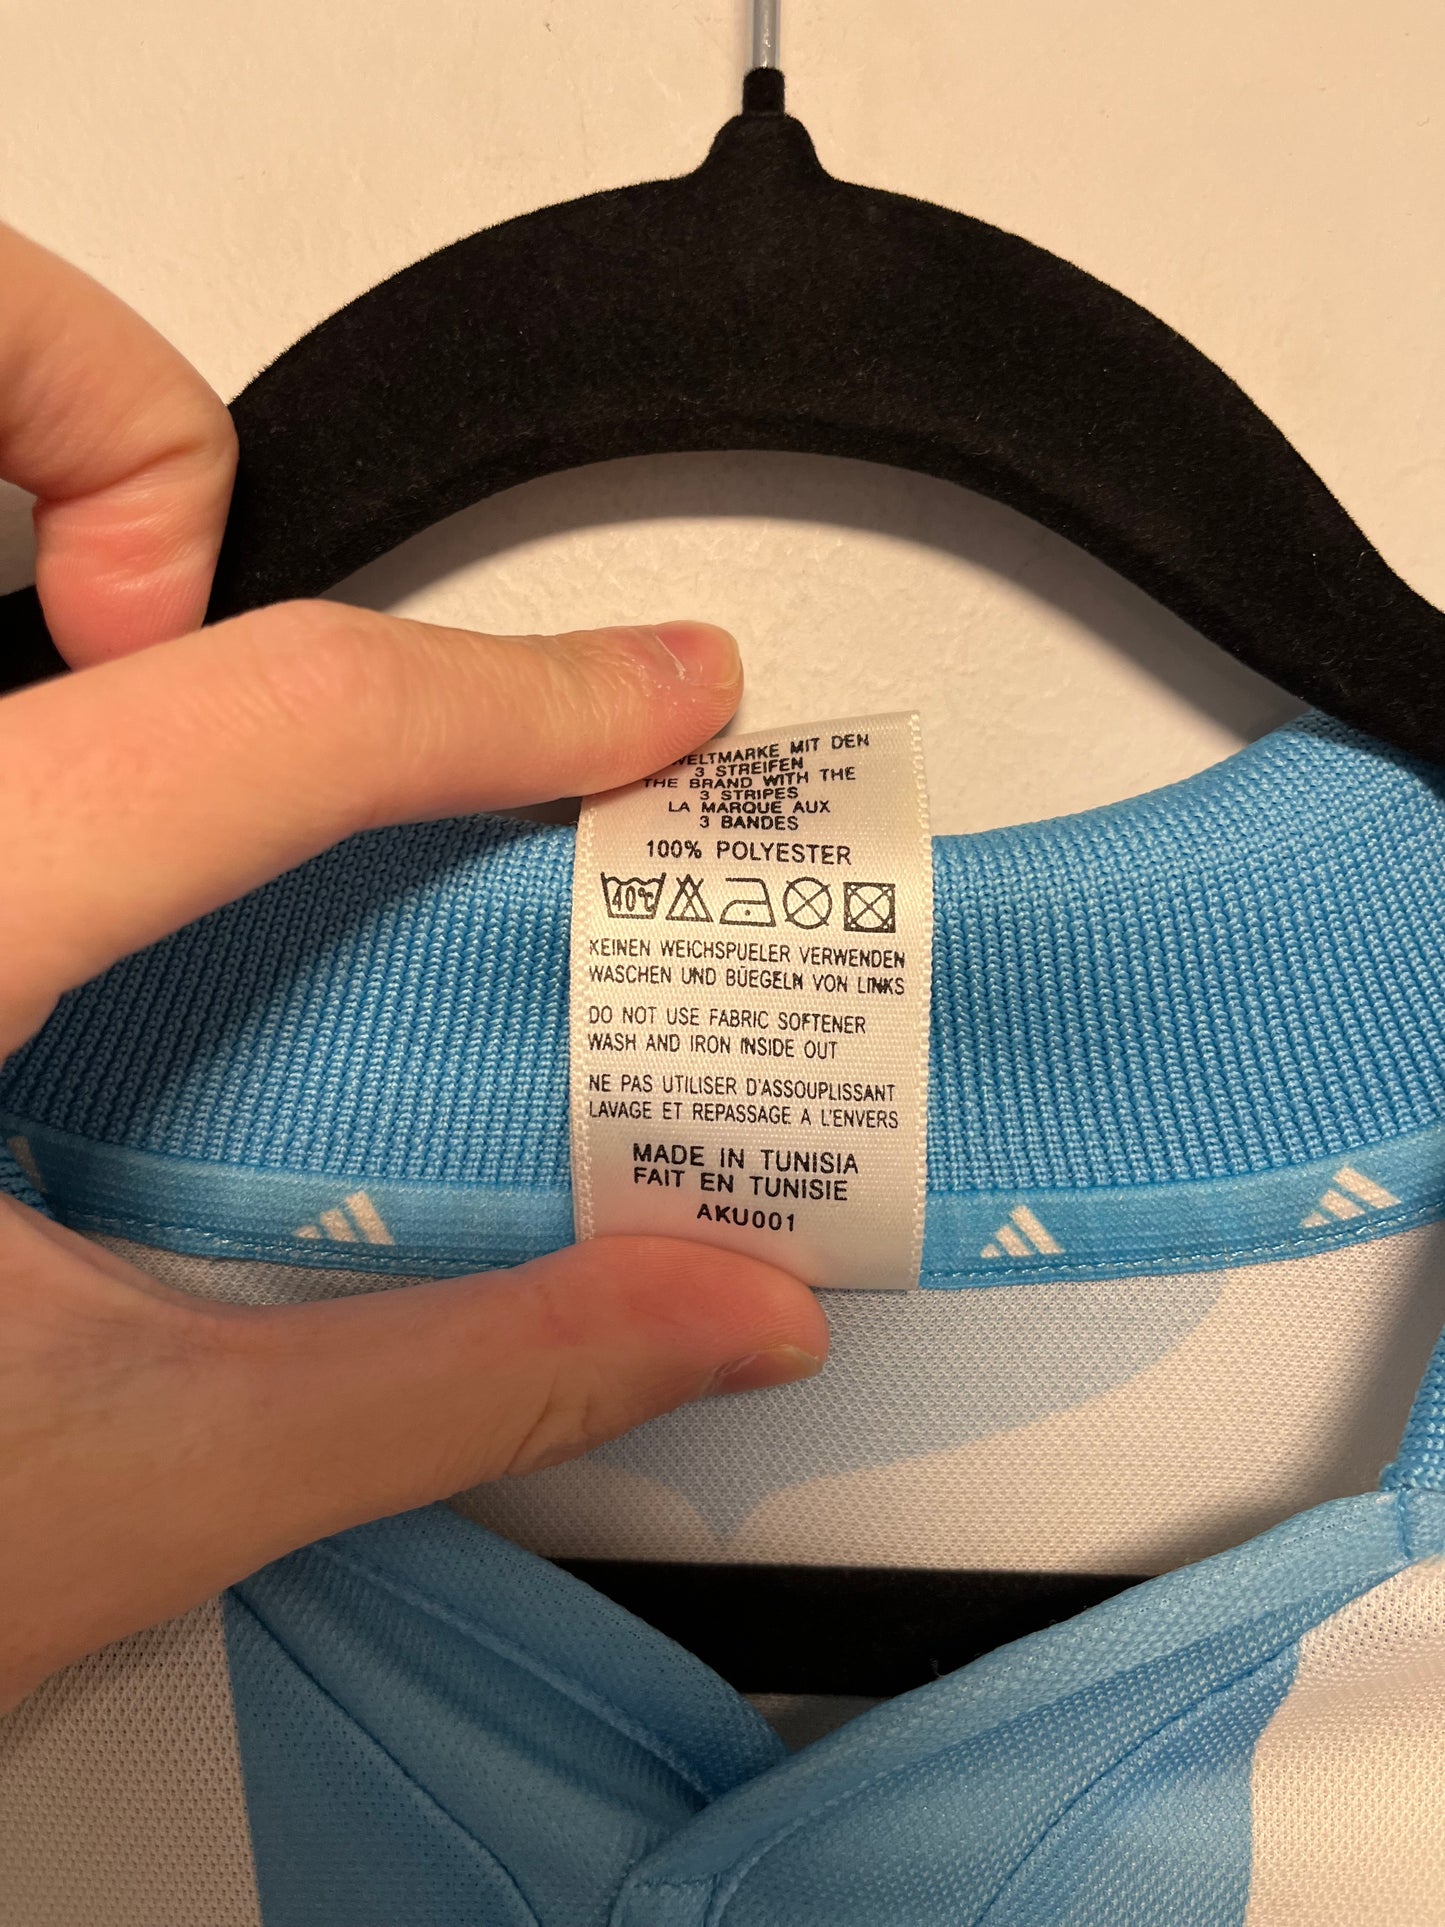 WELTMARKE MIT DEN
3 STREIFEN
THE BRAND WITH THE
3 STRIPES
LA MARQUE AUX
3 BANDES
100% POLYESTER
40°C
KEINEN WEICHSPUELER VERWENDEN
WASCHEN UND BÜEGELN VON LINKS
DO NOT USE FABRIC SOFTENER
WASH AND IRON INSIDE OUT
NE PAS UTILISER D'ASSOUPLISSANT
LAVAGE ET REPASSAGE A L'ENVERS
MADE IN TUNISIA
FAIT EN TUNISIE
AKU001